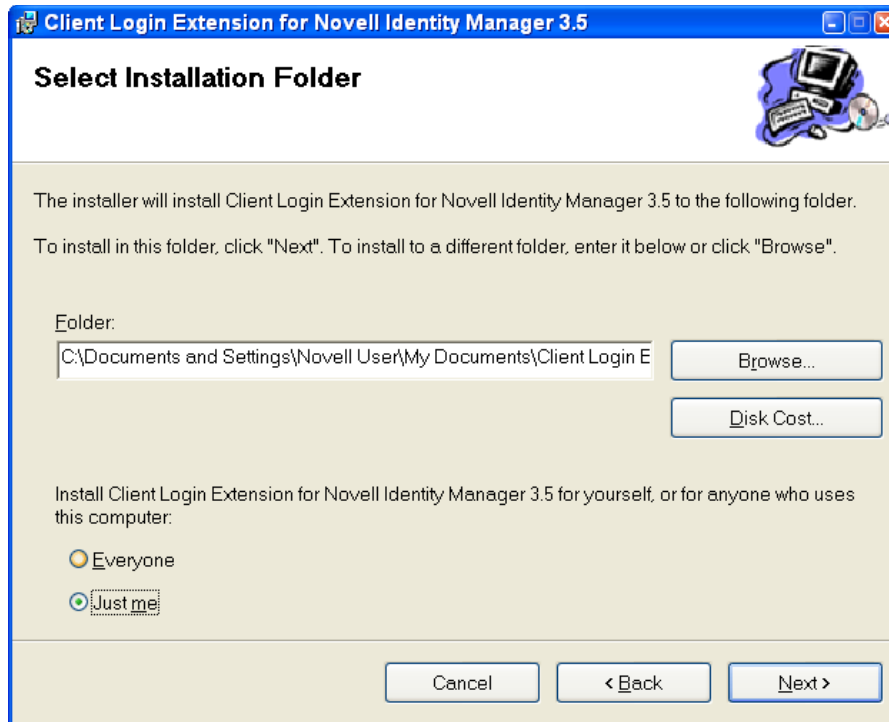 Client Login Extension for Novell Identity Manager 3.5
Select Installation Folder
The installer will install Client Login Extension for Novell Identity Manager 3.5 to the following folder.
To install in this folder, click "Next". To install to a different folder, enter it below or click "Browse".
Folder:
C:\Documents and Settings\Novell User\My Documents\Client Login E
Browse...
Disk Cost...
Install Client Login Extension for Novell Identity Manager 3.5 for yourself, or for anyone who uses
this computer:
Everyone
Just me
Cancel
< Back
Next >